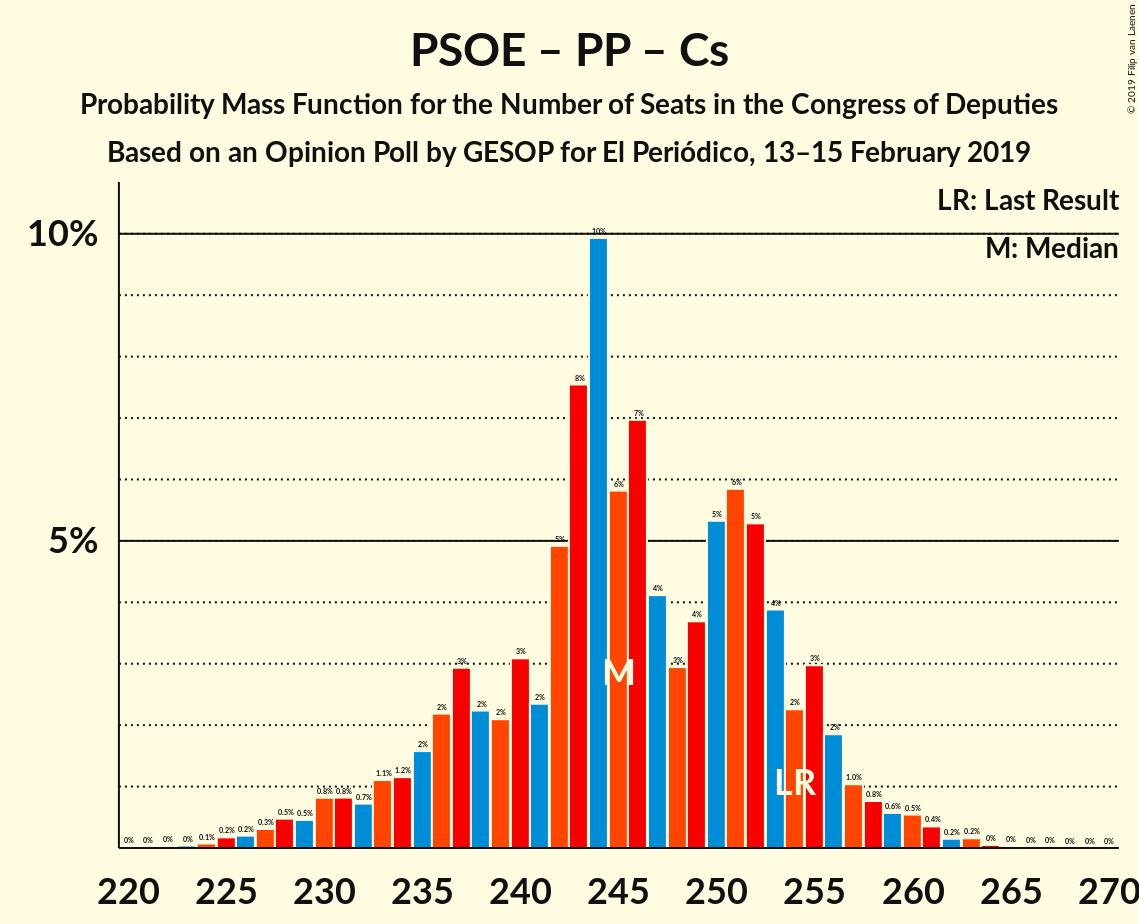 PSOE – PP – Cs
Probability Mass Function for the Number of Seats in the Congress of Deputies
Based on an Opinion Poll by GESOP for El Periódico, 13–15 February 2019
© 2019 Filip van Laenen
LR: Last Result
M: Median
10%
5%
0% 0% 0% 0% 0.1% 0.2% 0.2% 0.3% 0.5% 0.5% 0.8% 0.8% 0.7% 1.1% 1.2% 2% 2% 3% 2% 2% 3% 2% 5% 8% 10% 6% 7% 4% 3% 4% 5% 6% 5% 4% 2% 3% 2% 1.0% 0.8% 0.6% 0.5% 0.4% 0.2% 0.2% 0% 0% 0% 0% 0% 0% 0%
M
LR
220 225 230 235 240 245 250 255 260 265 270